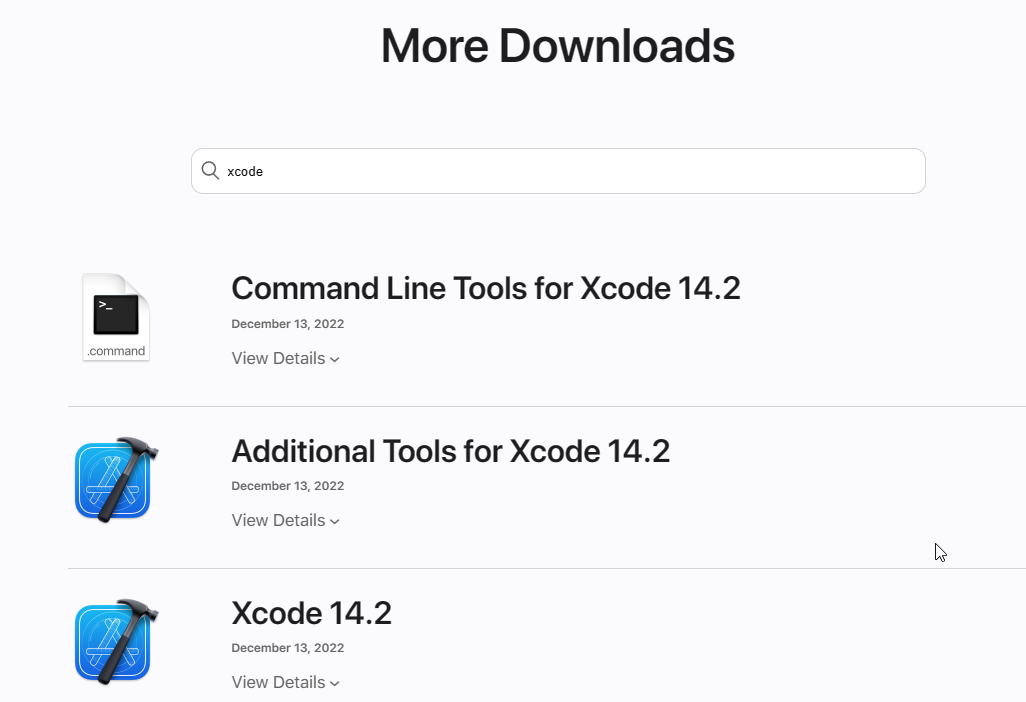 More Downloads
xcode
Command Line Tools for Xcode 14.2
December 13, 2022
View Details
>_
.command
Additional Tools for Xcode 14.2
December 13, 2022
View Details
Xcode 14.2
December 13, 2022
View Details